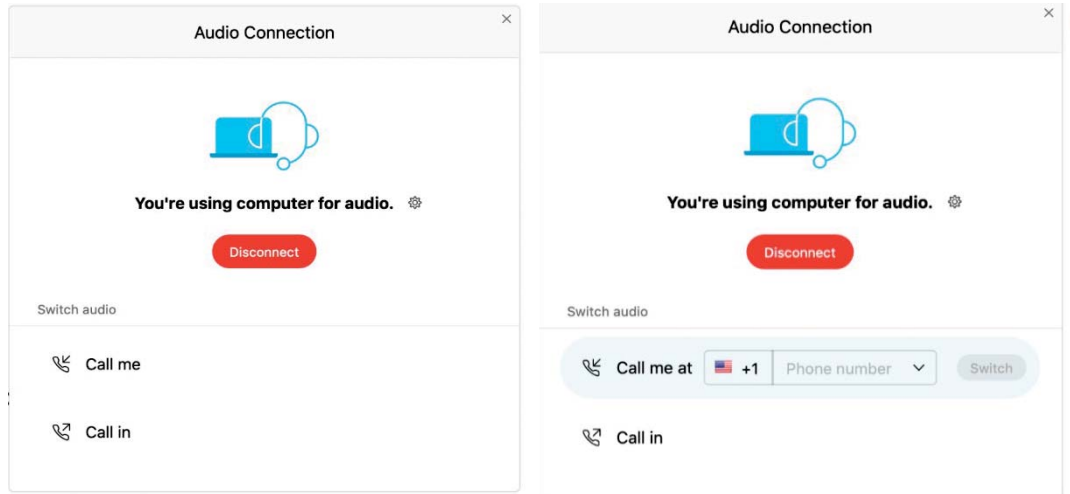 Audio Connection
You're using computer for audio.
Disconnect
Switch audio
Call me
Call in
Audio Connection
You're using computer for audio.
Disconnect
Switch audio
Call me at +1 Phone number Switch
Call in